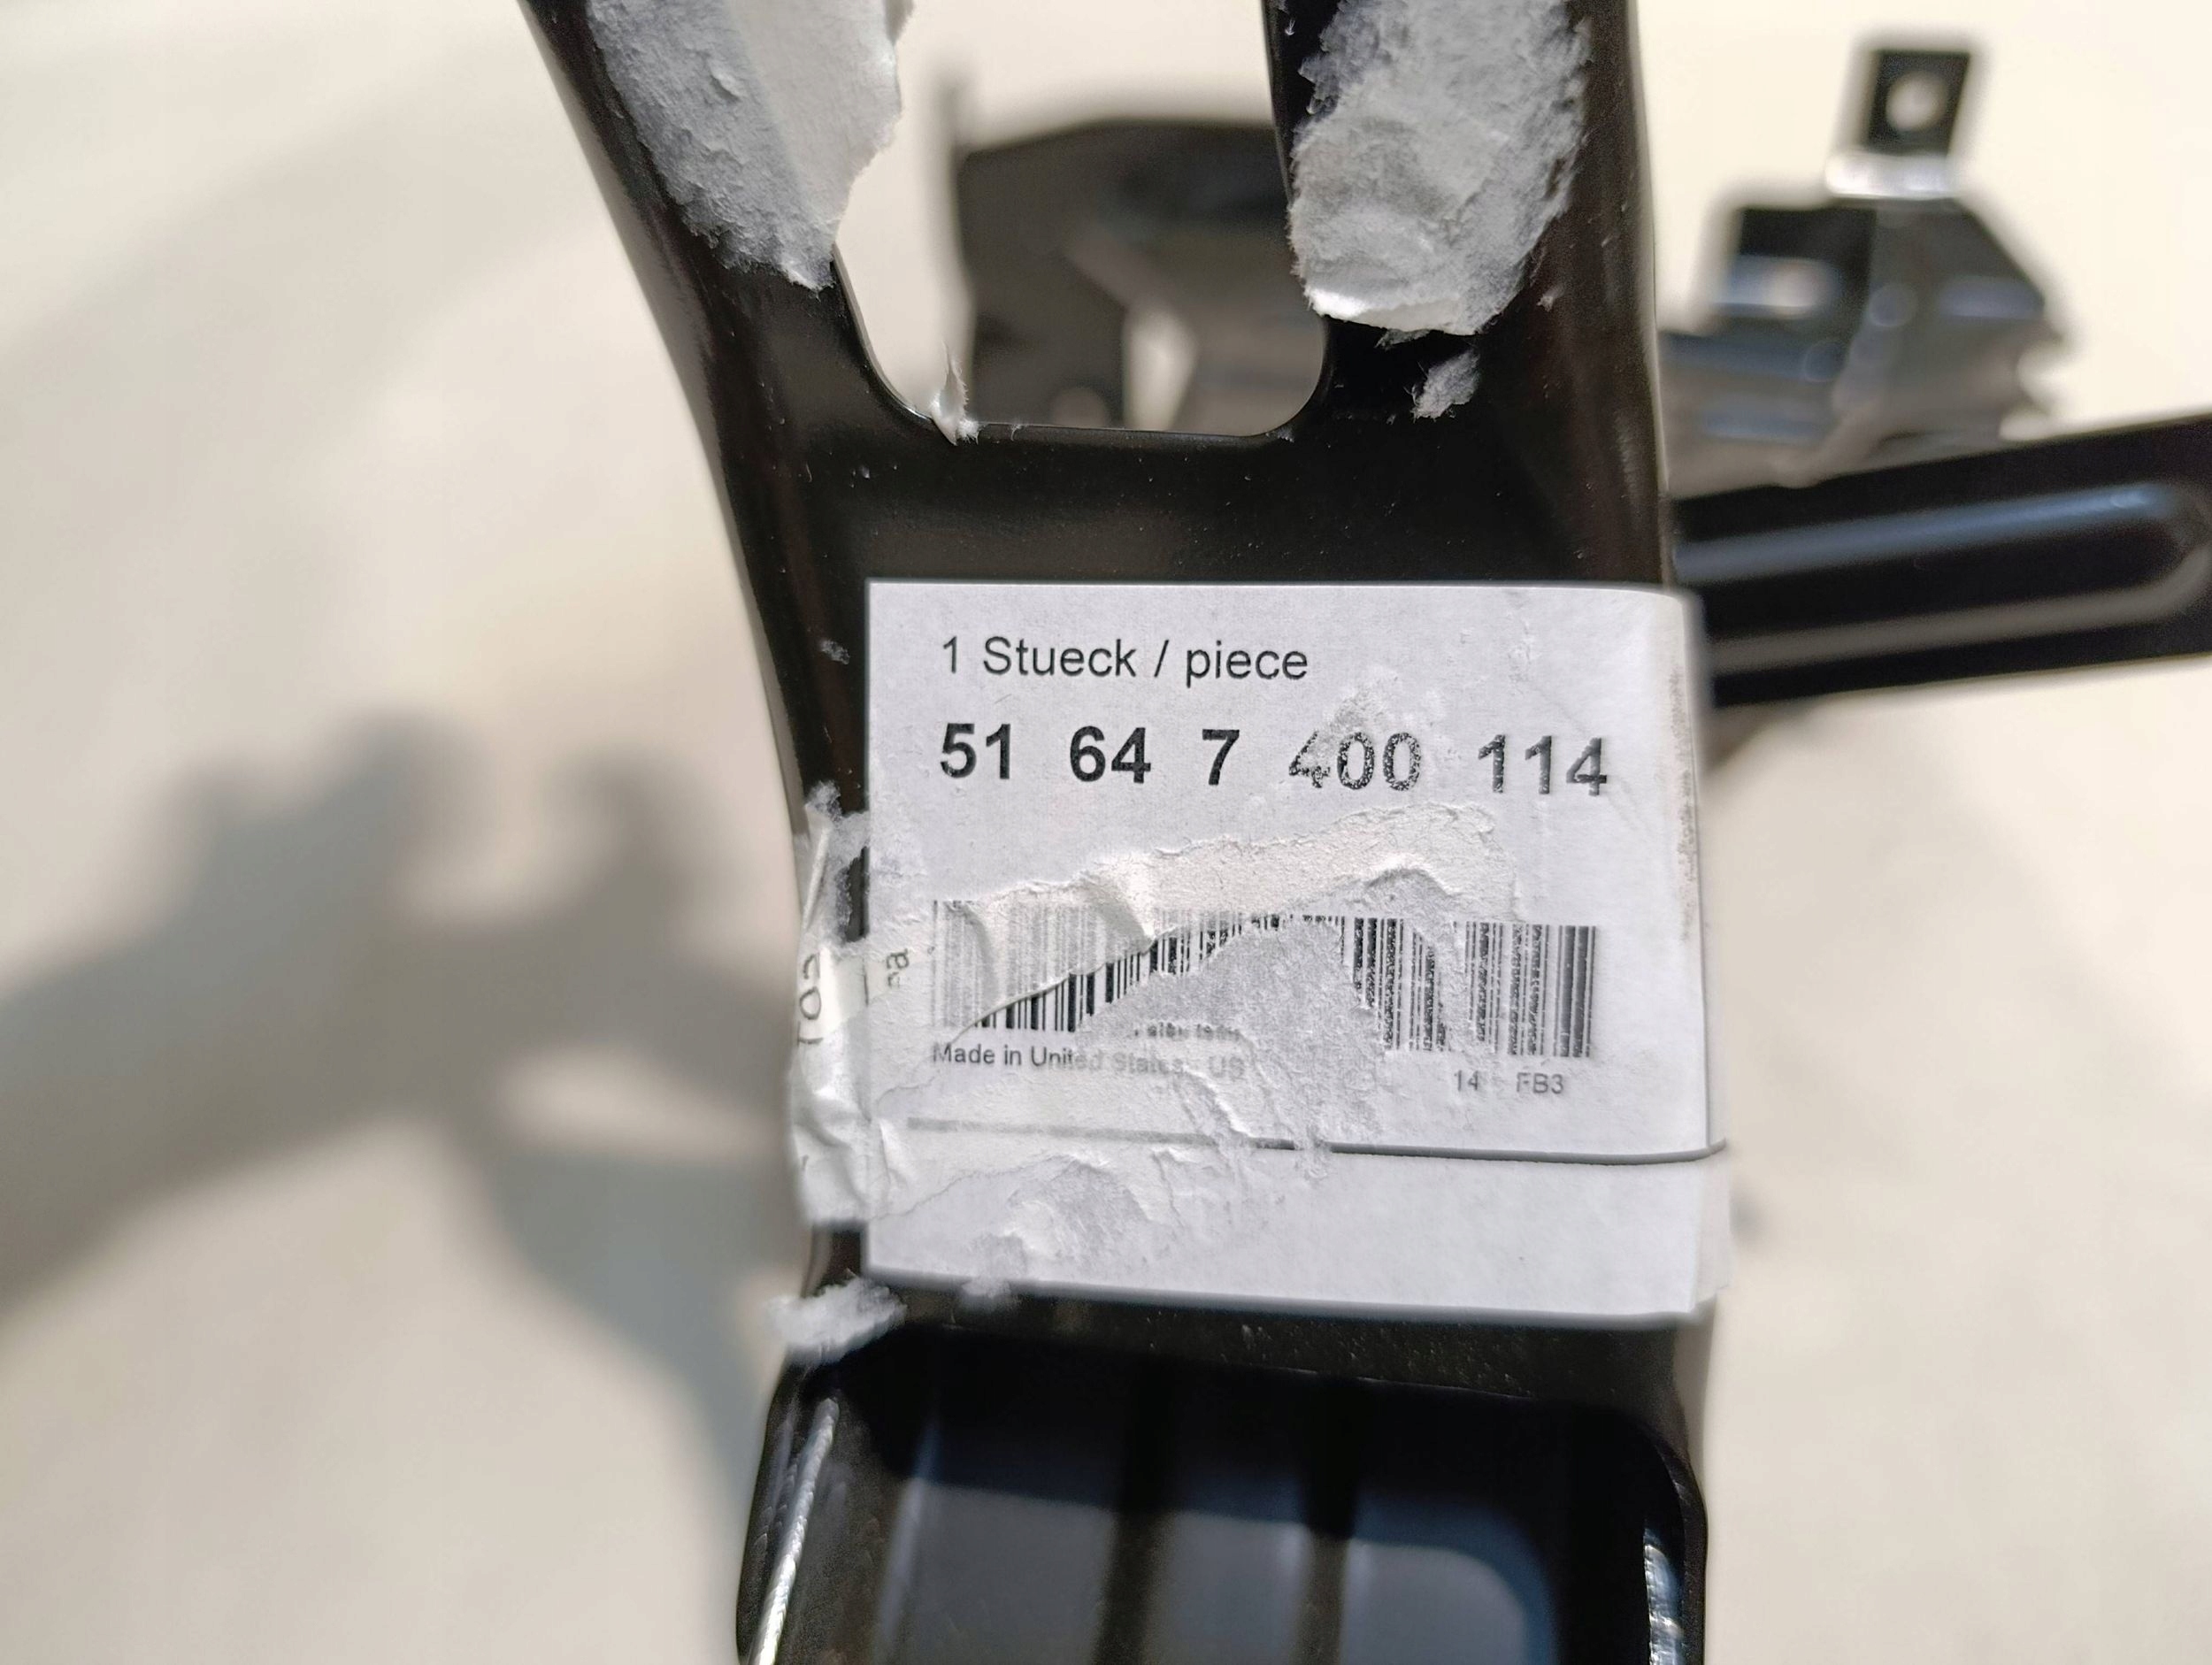 1 Stueck / piece
51 64 7 400 114
Made in United States - US
14 FB3